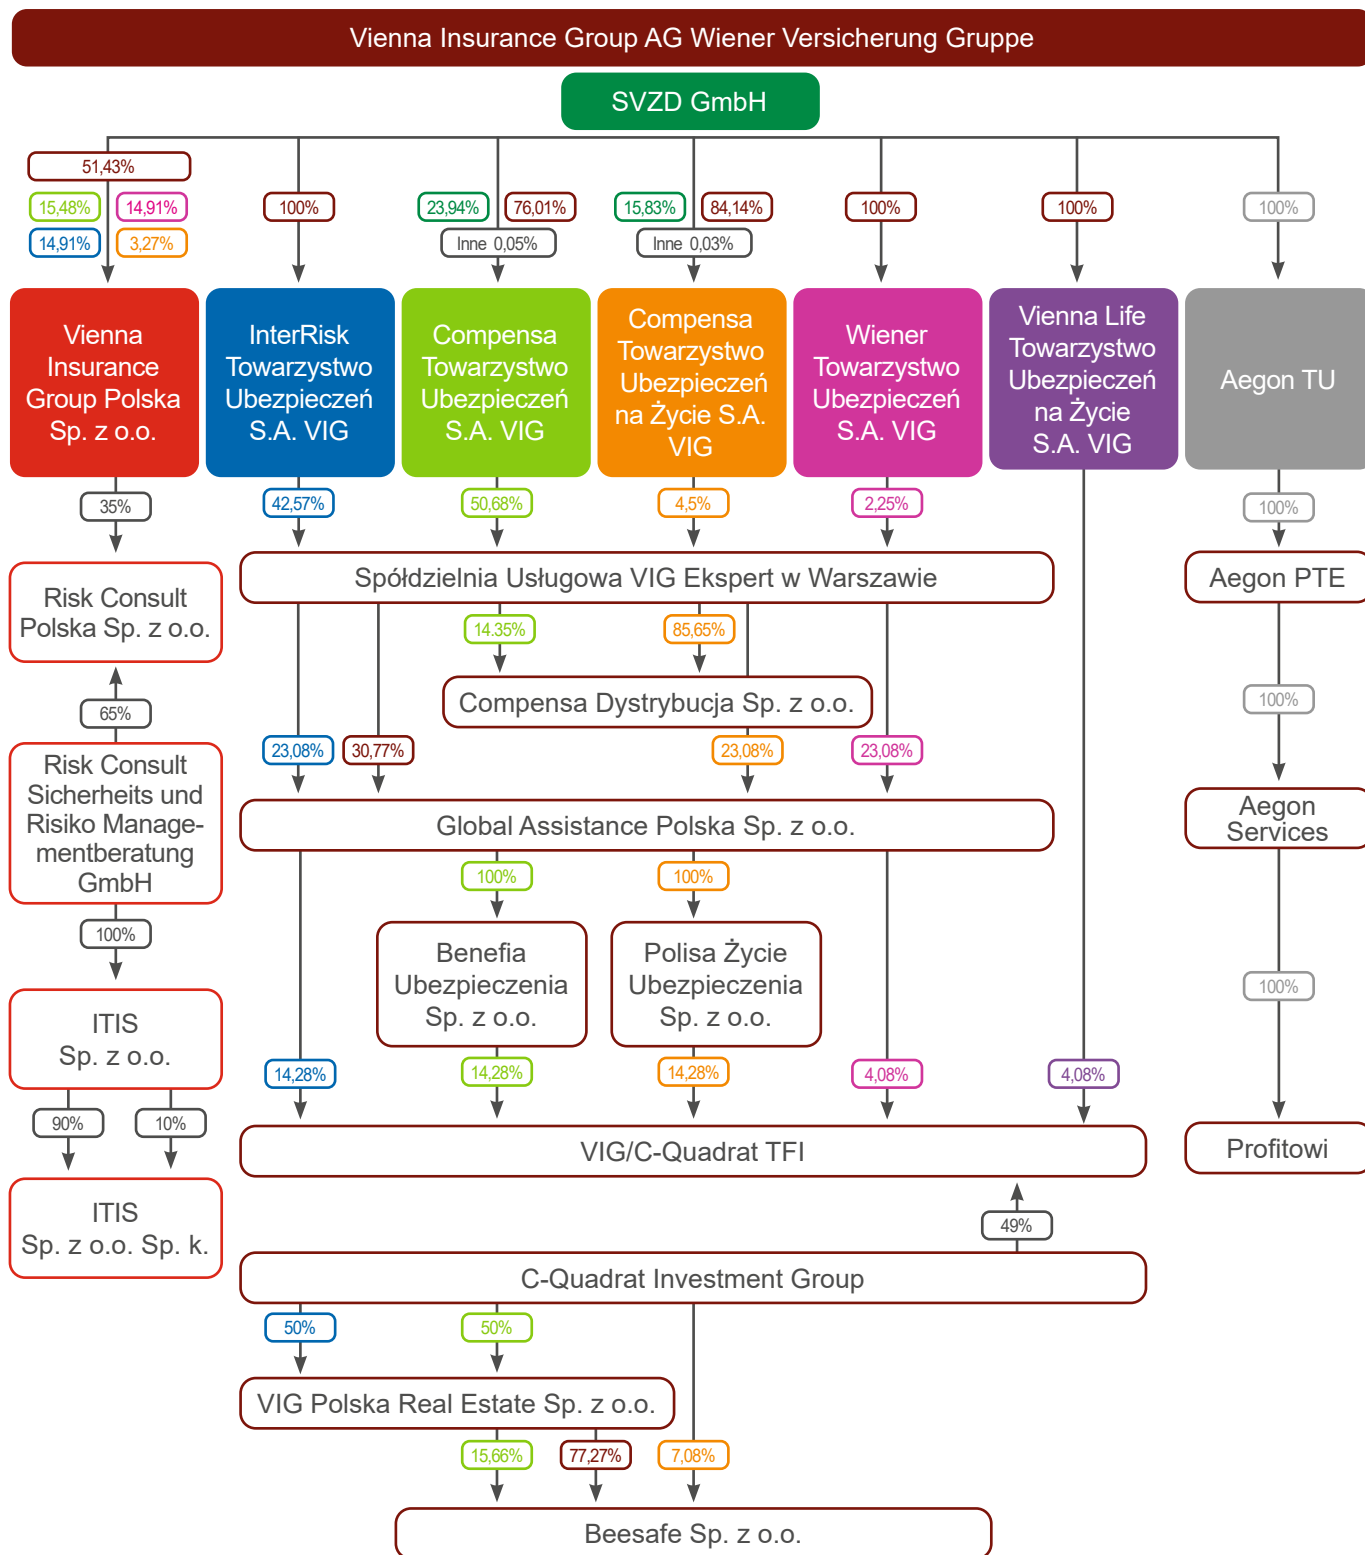 Vienna Insurance Group AG Wiener Versicherung Gruppe
SVZD GmbH
51,43%
15,48%
14,91%
14,91%
3,27%
100%
23,94%
76,01%
Inne 0,05%
15,83%
84,14%
Inne 0,03%
100%
100%
100%
Vienna
Insurance
Group Polska
Sp. z o.o.
InterRisk
Towarzystwo
Ubezpieczeń
S.A. VIG
Compensa
Towarzystwo
Ubezpieczeń
S.A. VIG
Compensa
Towarzystwo
Ubezpieczeń
na Życie S.A.
VIG
Wiener
Towarzystwo
Ubezpieczeń
S.A. VIG
Vienna Life
Towarzystwo
Ubezpieczeń
na Życie
S.A. VIG
Aegon TU
35%
42,57%
50,68%
4,5%
2,25%
100%
Risk Consult
Polska Sp. z o.o.
Spółdzielnia Usługowa VIG Ekspert w Warszawie
Aegon PTE
14.35%
85,65%
Compensa Dystrybucja Sp. z o.o.
65%
100%
23,08%
30,77%
23,08%
23,08%
Risk Consult
Sicherheits und
Risiko Manage-
mentberatung
GmbH
Global Assistance Polska Sp. z o.o.
Aegon
Services
100%
100%
100%
Benefia
Ubezpieczenia
Sp. z o.o.
Polisa Życie
Ubezpieczenia
Sp. z o.o.
100%
ITIS
Sp. z o.o.
14,28%
14,28%
14,28%
4,08%
4,08%
90%
10%
VIG/C-Quadrat TFI
Profitowi
ITIS
Sp. z o.o. Sp. k.
49%
C-Quadrat Investment Group
50%
50%
VIG Polska Real Estate Sp. z o.o.
15,66%
77,27%
7,08%
Beesafe Sp. z o.o.